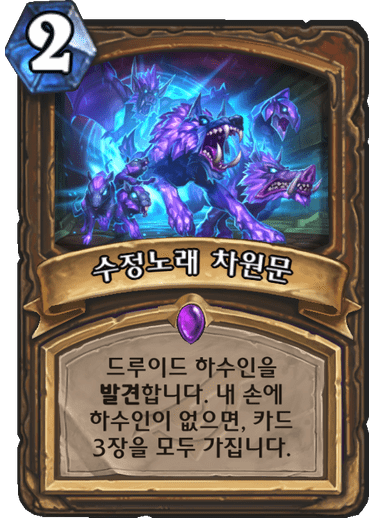 2
수정노래 차원문
드루이드 하수인을
발견합니다. 내 손에
하수인이 없으면, 카드
3장을 모두 가집니다.